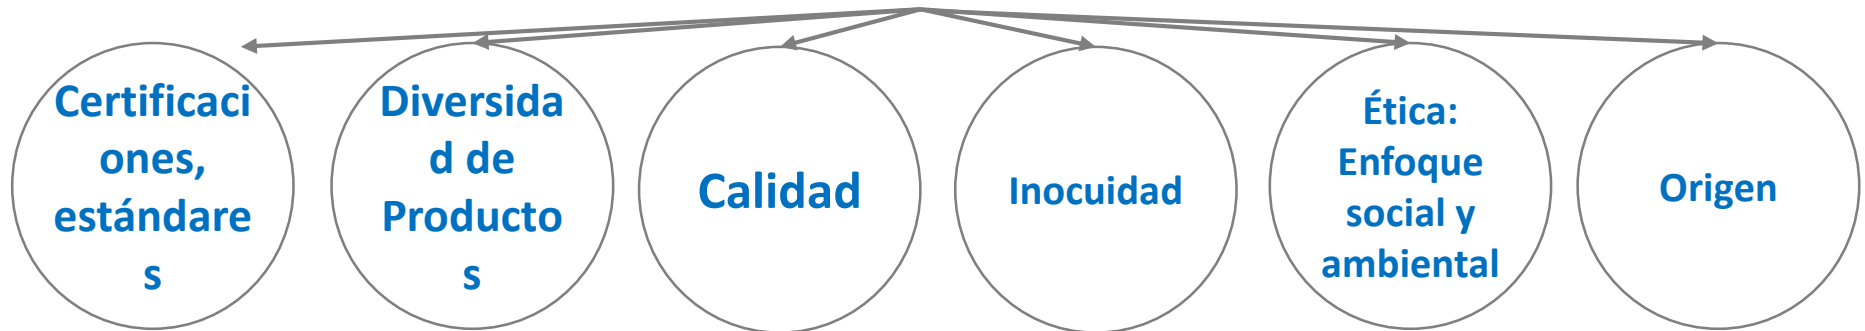 Certificaci
ones,
estándare
s
Diversida
d de
Producto
s
Calidad
Inocuidad
Ética:
Enfoque
social y
ambiental
Origen